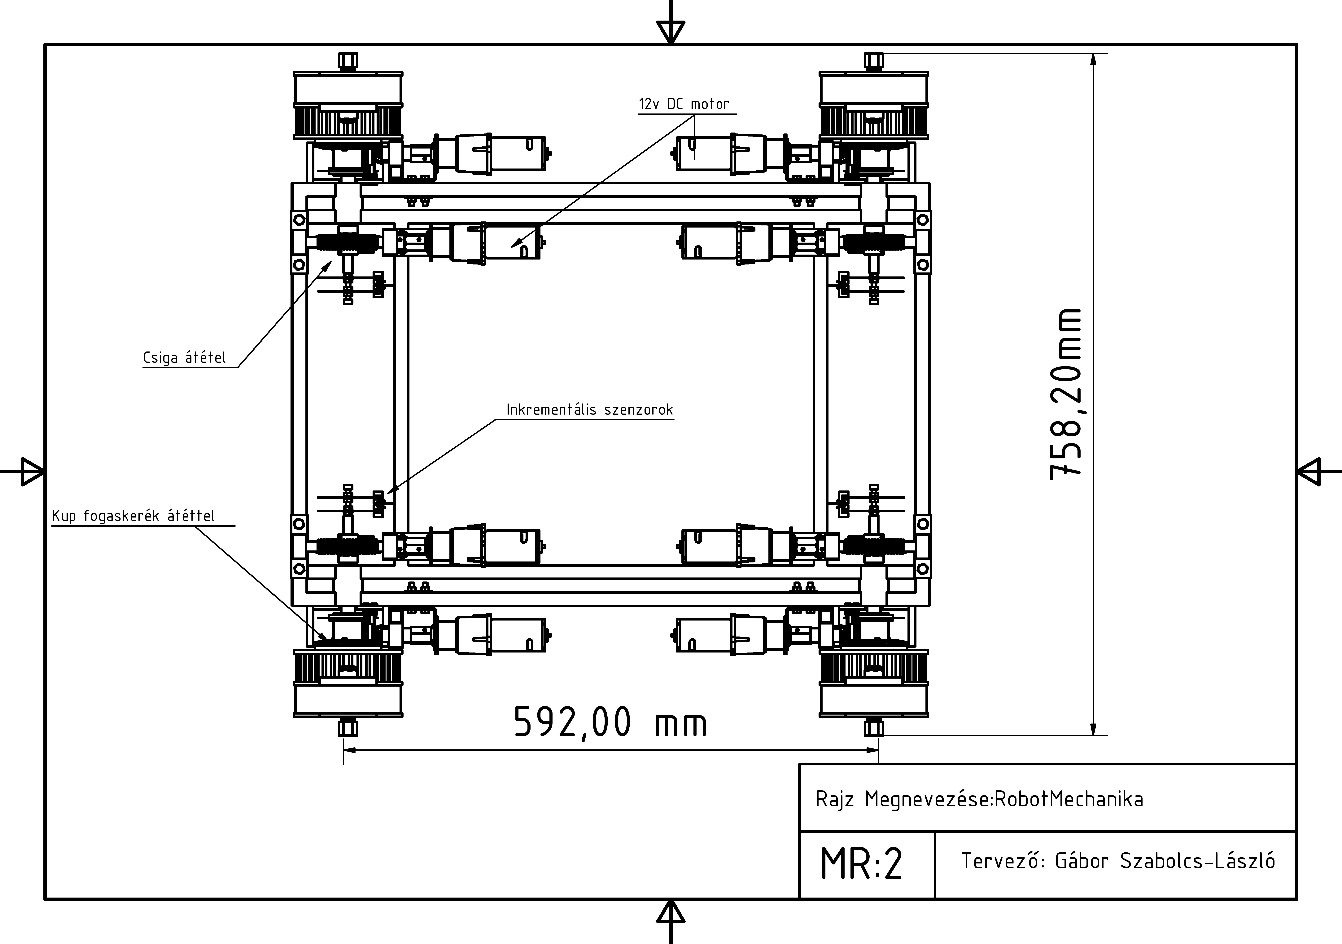 12v DC motor
Csiga átétel
Inkrementális szenzorok
Kup fogaskerék átéttel
758,20mm
592,00 mm
Rajz Megnevezése:RobotMechanika
MR:2
Tervező: Gábor Szabolcs-László